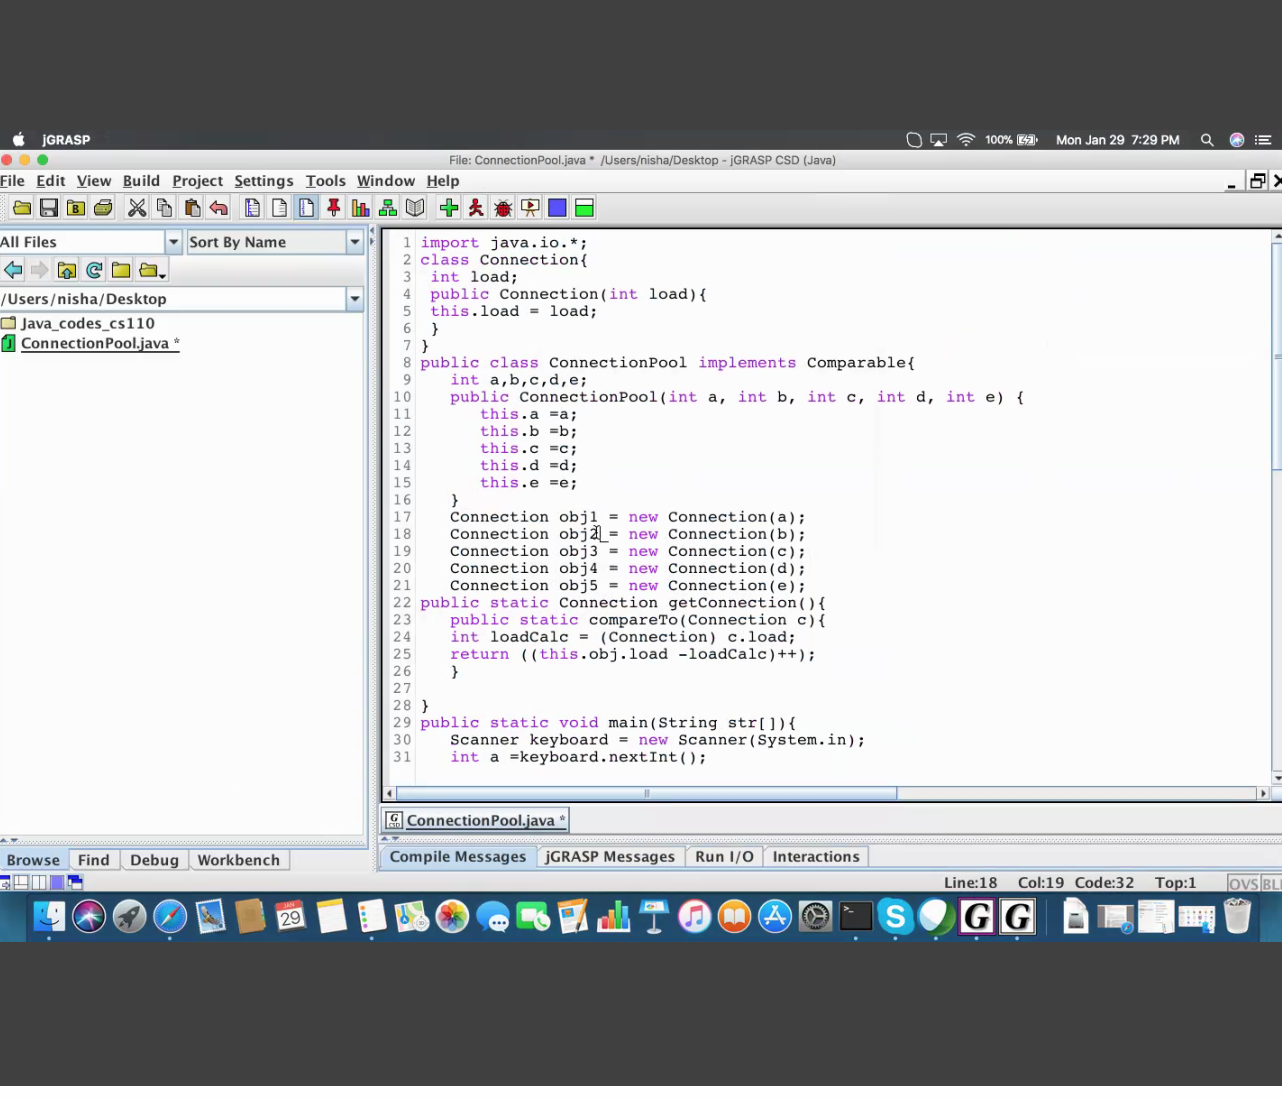 jGRASP 100% Mon Jan 29 7:29 PM
File: ConnectionPool.java * /Users/nisha/Desktop - jGRASP CSD (Java)
File Edit View Build Project Settings Tools Window Help
All Files Sort By Name
/Users/nisha/Desktop
Java_codes_cs110
ConnectionPool.java *
1 import java.io.*;
2 class Connection{
3 int load;
4 public Connection(int load){
5 this.load = load;
6 }
7 }
8 public class ConnectionPool implements Comparable{
9 int a,b,c,d,e;
10 public ConnectionPool(int a, int b, int c, int d, int e) {
11 this.a =a;
12 this.b =b;
13 this.c =c;
14 this.d =d;
15 this.e =e;
16 }
17 Connection obj1 = new Connection(a);
18 Connection obj2 = new Connection(b);
19 Connection obj3 = new Connection(c);
20 Connection obj4 = new Connection(d);
21 Connection obj5 = new Connection(e);
22 public static Connection getConnection(){
23 public static compareTo(Connection c){
24 int loadCalc = (Connection) c.load;
25 return ((this.obj.load -loadCalc)++);
26 }
27
28 }
29 public static void main(String str[]){
30 Scanner keyboard = new Scanner(System.in);
31 int a =keyboard.nextInt();
ConnectionPool.java *
Browse Find Debug Workbench
Compile Messages jGRASP Messages Run I/O Interactions
Line:18 Col:19 Code:32 Top:1 OVS BL
JAN
29